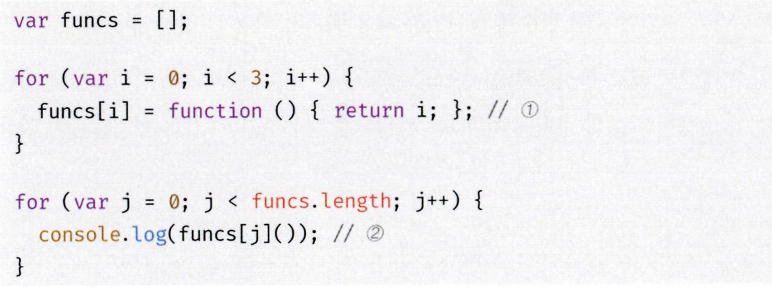 var funcs = [];
for (var i = 0; i < 3; i++) {
  funcs[i] = function () { return i; }; // ①
}
for (var j = 0; j < funcs.length; j++) {
  console.log(funcs[j]()); // ②
}